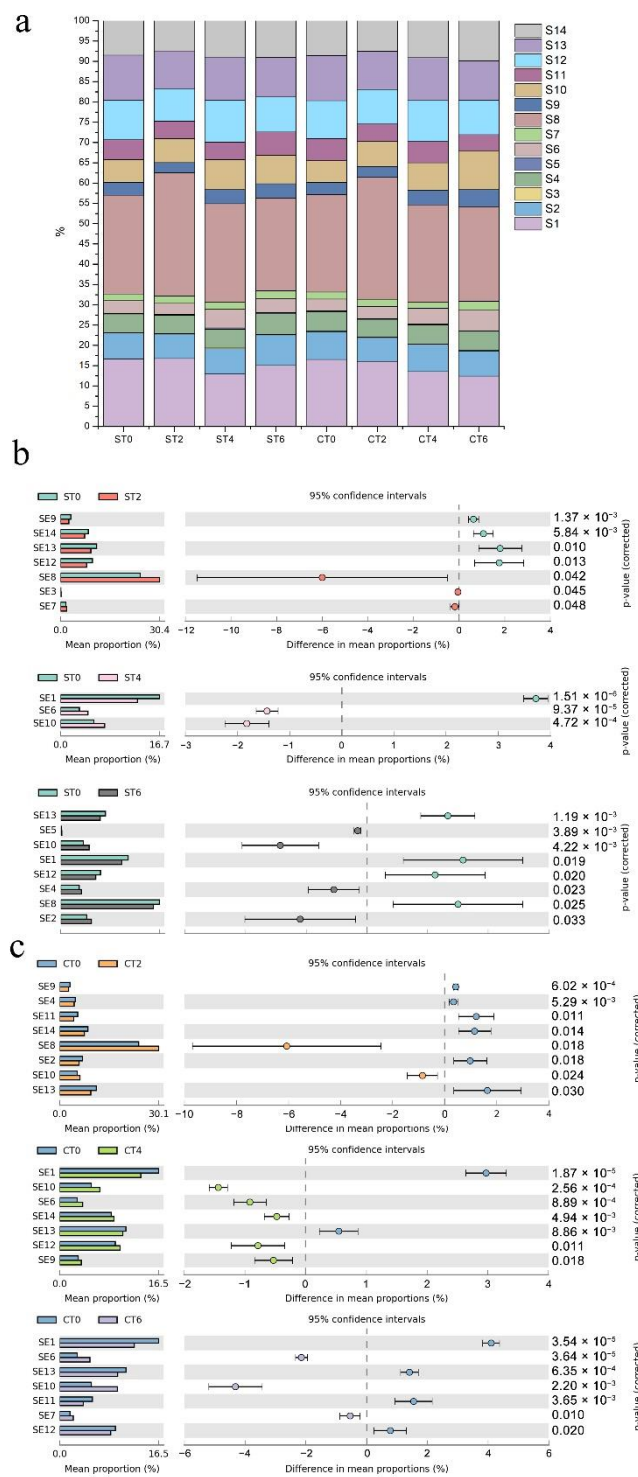 a
100
95
90
85
80
75
70
65
60
55
50
45
40
35
30
25
20
15
10
5
0
%
ST0 ST2 ST4 ST6 CT0 CT2 CT4 CT6
S14
S13
S12
S11
S10
S9
S8
S7
S6
S5
S4
S3
S2
S1
b
ST0 ST2
95% confidence intervals
SE9 1.37 × 10⁻³
SE14 5.84 × 10⁻³
SE13 0.010
SE12 0.013
SE8 0.042
SE3 0.045
SE7 0.048
p-value (corrected)
0.0 30.4 −12 −10 −8 −6 −4 −2 0 2 4
Mean proportion (%) Difference in mean proportions (%)
ST0 ST4
95% confidence intervals
SE1 1.51 × 10⁻⁶
SE6 9.37 × 10⁻⁵
SE10 4.72 × 10⁻⁴
p-value (corrected)
0.0 16.7 −3 −2 −1 0 1 2 3 4
Mean proportion (%) Difference in mean proportions (%)
ST0 ST6
95% confidence intervals
SE13 1.19 × 10⁻³
SE5 3.89 × 10⁻³
SE10 4.22 × 10⁻³
SE1 0.019
SE12 0.020
SE4 0.023
SE8 0.025
SE2 0.033
p-value (corrected)
c
CT0 CT2
95% confidence intervals
SE9 6.02 × 10⁻⁴
SE4 5.29 × 10⁻³
SE11 0.011
SE14 0.014
SE8 0.018
SE2 0.018
SE10 0.024
SE13 0.030
p-value (corrected)
0.0 30.1 −10 −8 −6 −4 −2 0 2 4
Mean proportion (%) Difference in mean proportions (%)
CT0 CT4
95% confidence intervals
SE1 1.87 × 10⁻⁵
SE10 2.56 × 10⁻⁴
SE6 8.89 × 10⁻⁴
SE14 4.94 × 10⁻³
SE13 8.86 × 10⁻³
SE12 0.011
SE9 0.018
p-value (corrected)
0.0 16.5 −2 −1 0 1 2 3 4
Mean proportion (%) Difference in mean proportions (%)
CT0 CT6
95% confidence intervals
SE1 3.54 × 10⁻⁵
SE6 3.64 × 10⁻⁵
SE13 6.35 × 10⁻⁴
SE10 2.20 × 10⁻³
SE11 3.65 × 10⁻³
SE7 0.010
SE12 0.020
p-value (corrected)
0.0 16.5 −6 −4 −2 0 2 4 6
Mean proportion (%) Difference in mean proportions (%)